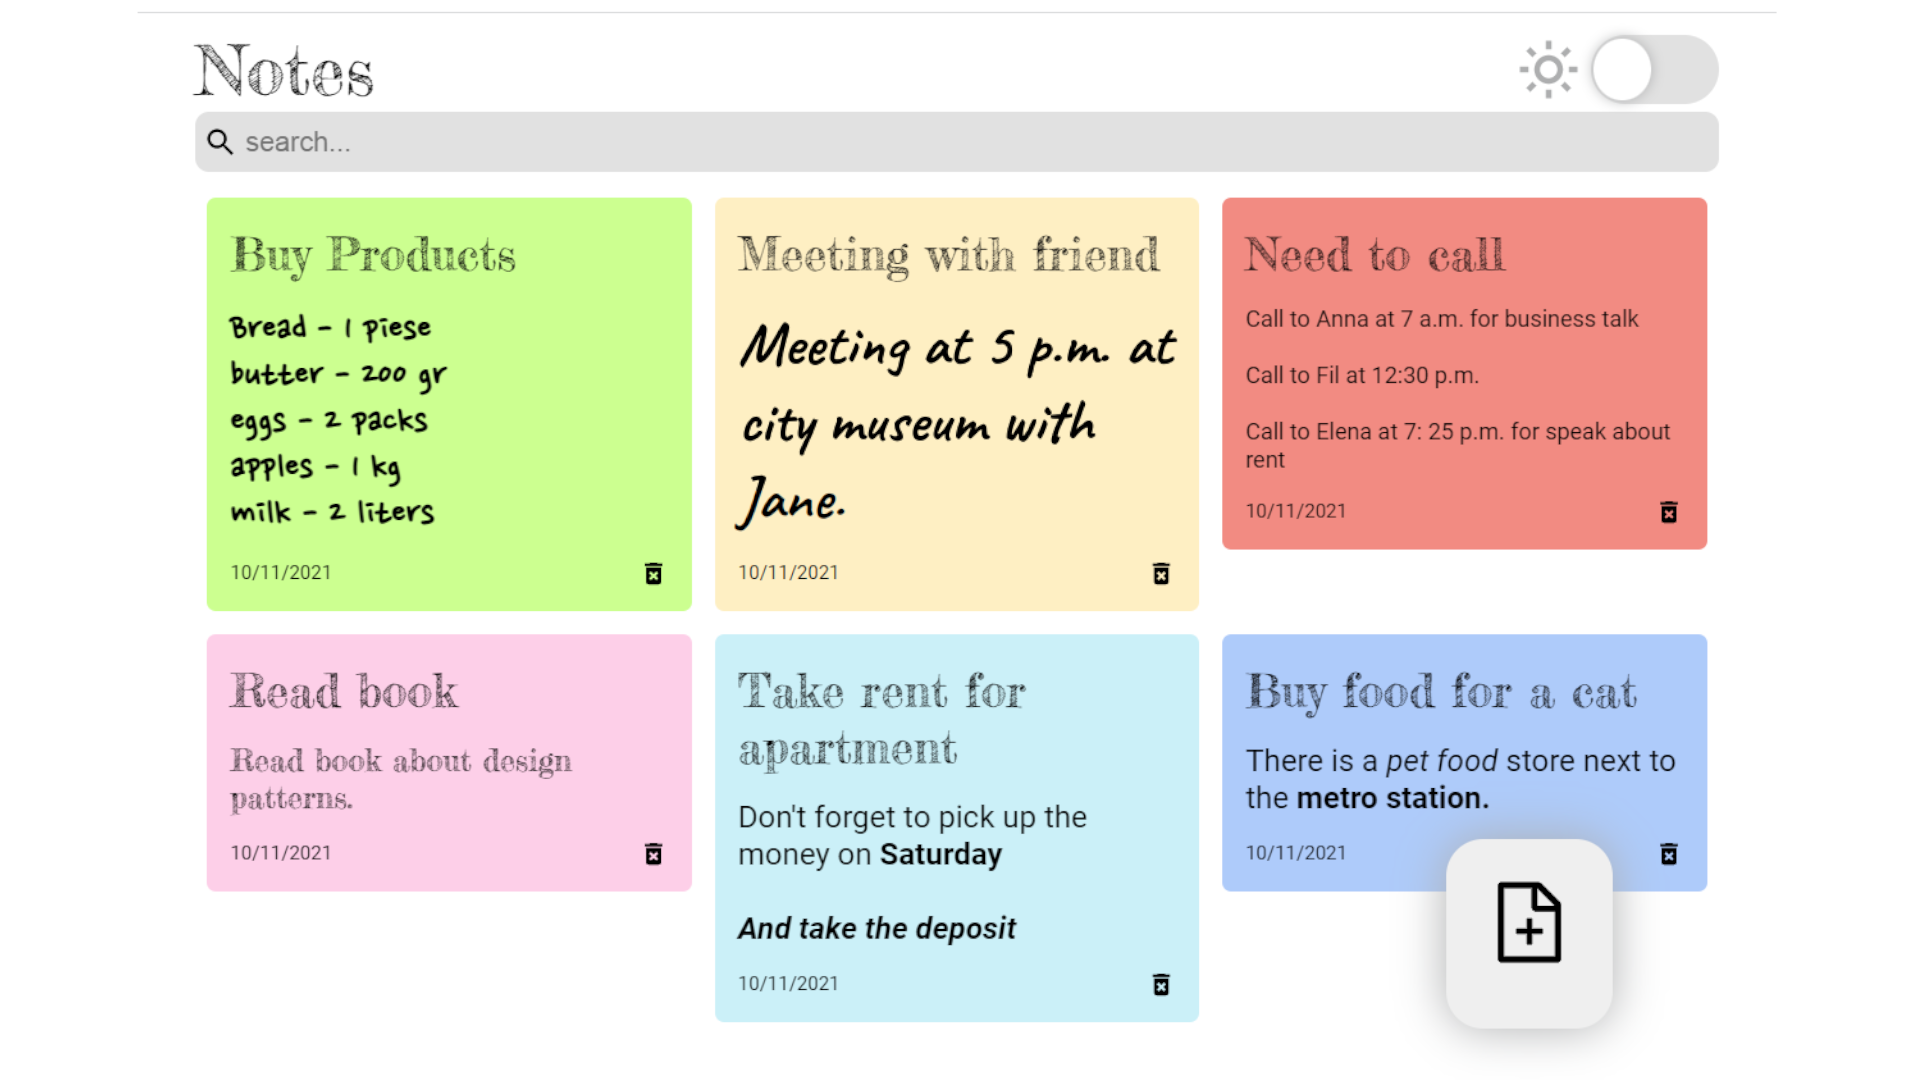 Notes
search...
Buy Products
Bread - 1 piese
butter - 200 gr
eggs - 2 packs
apples - 1 kg
milk - 2 liters
10/11/2021
Meeting with friend
Meeting at 5 p.m. at
city museum with
Jane.
10/11/2021
Need to call
Call to Anna at 7 a.m. for business talk
Call to Fil at 12:30 p.m.
Call to Elena at 7: 25 p.m. for speak about
rent
10/11/2021
Read book
Read book about design
patterns.
10/11/2021
Take rent for
apartment
Don't forget to pick up the
money on Saturday
And take the deposit
10/11/2021
Buy food for a cat
There is a pet food store next to
the metro station.
10/11/2021